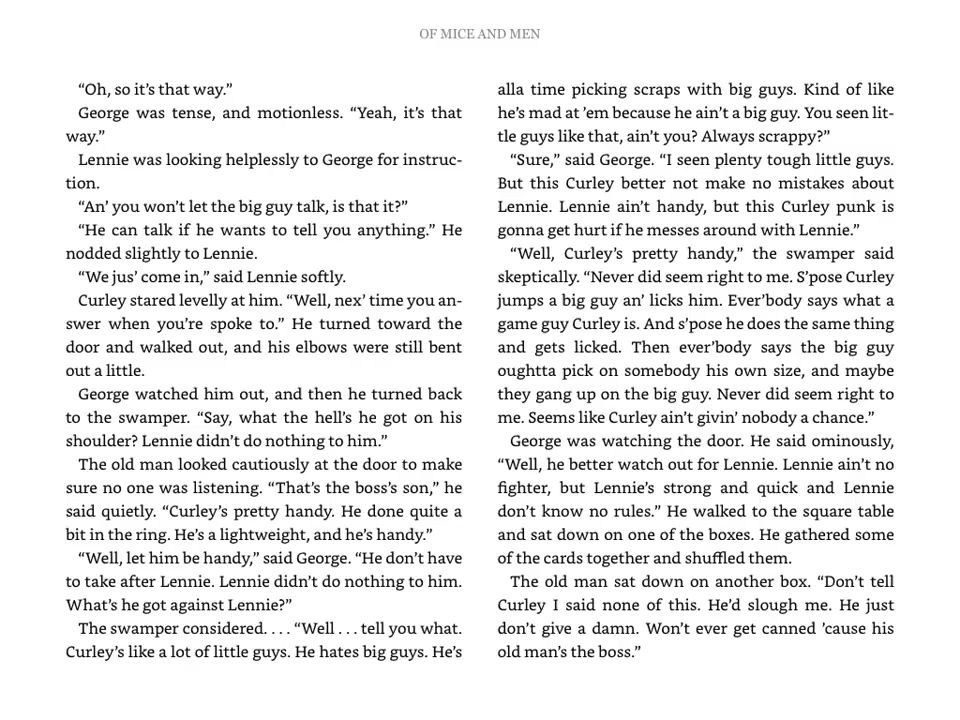 OF MICE AND MEN
“Oh, so it’s that way.”
George was tense, and motionless. “Yeah, it’s that
way.”
Lennie was looking helplessly to George for instruc-
tion.
“An’ you won’t let the big guy talk, is that it?”
“He can talk if he wants to tell you anything.” He
nodded slightly to Lennie.
“We jus’ come in,” said Lennie softly.
Curley stared levelly at him. “Well, nex’ time you an-
swer when you’re spoke to.” He turned toward the
door and walked out, and his elbows were still bent
out a little.
George watched him out, and then he turned back
to the swamper. “Say, what the hell’s he got on his
shoulder? Lennie didn’t do nothing to him.”
The old man looked cautiously at the door to make
sure no one was listening. “That’s the boss’s son,” he
said quietly. “Curley’s pretty handy. He done quite a
bit in the ring. He’s a lightweight, and he’s handy.”
“Well, let him be handy,” said George. “He don’t have
to take after Lennie. Lennie didn’t do nothing to him.
What’s he got against Lennie?”
The swamper considered. . . . “Well . . . tell you what.
Curley’s like a lot of little guys. He hates big guys. He’s
alla time picking scraps with big guys. Kind of like
he’s mad at ’em because he ain’t a big guy. You seen lit-
tle guys like that, ain’t you? Always scrappy?”
“Sure,” said George. “I seen plenty tough little guys.
But this Curley better not make no mistakes about
Lennie. Lennie ain’t handy, but this Curley punk is
gonna get hurt if he messes around with Lennie.”
“Well, Curley’s pretty handy,” the swamper said
skeptically. “Never did seem right to me. S’pose Curley
jumps a big guy an’ licks him. Ever’body says what a
game guy Curley is. And s’pose he does the same thing
and gets licked. Then ever’body says the big guy
oughtta pick on somebody his own size, and maybe
they gang up on the big guy. Never did seem right to
me. Seems like Curley ain’t givin’ nobody a chance.”
George was watching the door. He said ominously,
“Well, he better watch out for Lennie. Lennie ain’t no
fighter, but Lennie’s strong and quick and Lennie
don’t know no rules.” He walked to the square table
and sat down on one of the boxes. He gathered some
of the cards together and shuffled them.
The old man sat down on another box. “Don’t tell
Curley I said none of this. He’d slough me. He just
don’t give a damn. Won’t ever get canned ’cause his
old man’s the boss.”